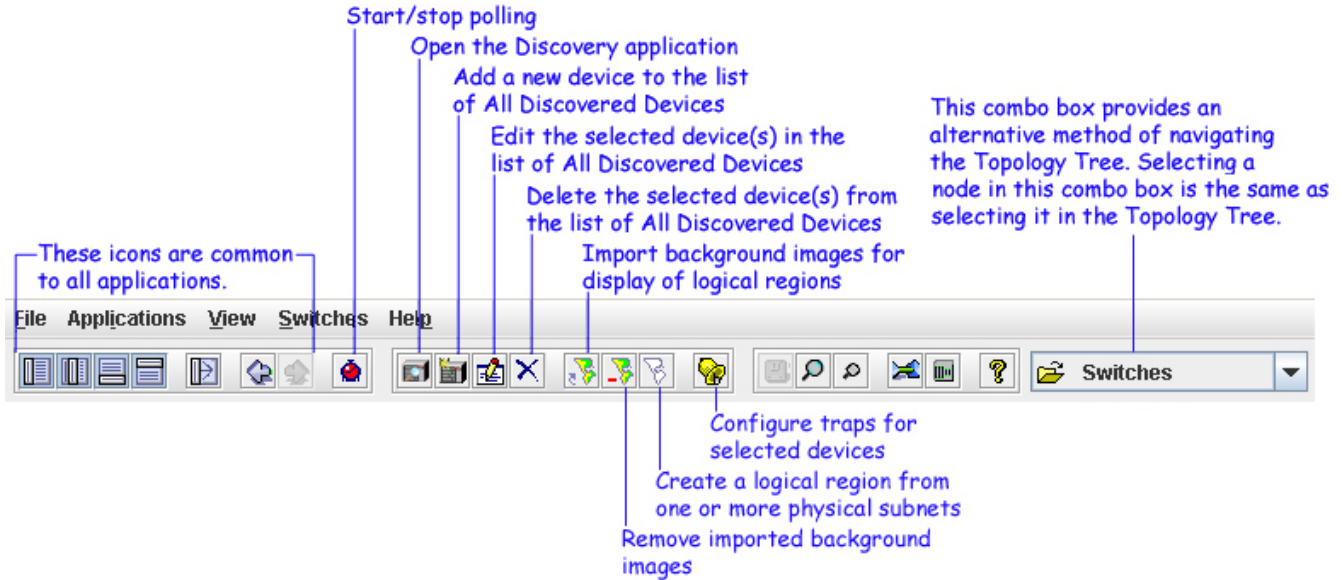 Start/stop polling
Open the Discovery application
Add a new device to the list
of All Discovered Devices
Edit the selected device(s) in the
list of All Discovered Devices
Delete the selected device(s) from
the list of All Discovered Devices
Import background images for
display of logical regions
This combo box provides an
alternative method of navigating
the Topology Tree. Selecting a
node in this combo box is the same as
selecting it in the Topology Tree.
These icons are common
to all applications.
File Applications View Switches Help
Switches
Configure traps for
selected devices
Create a logical region from
one or more physical subnets
Remove imported background
images